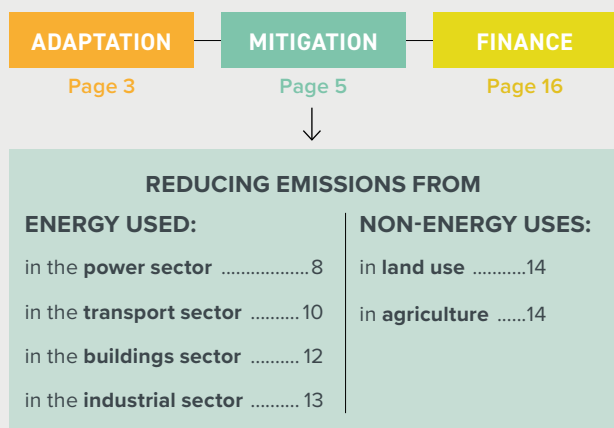 ADAPTATION MITIGATION FINANCE
Page 3 Page 5 Page 16
REDUCING EMISSIONS FROM
ENERGY USED:
in the power sector ..................8
in the transport sector .......... 10
in the buildings sector .......... 12
in the industrial sector .......... 13
NON-ENERGY USES:
in land use ...........14
in agriculture ......14